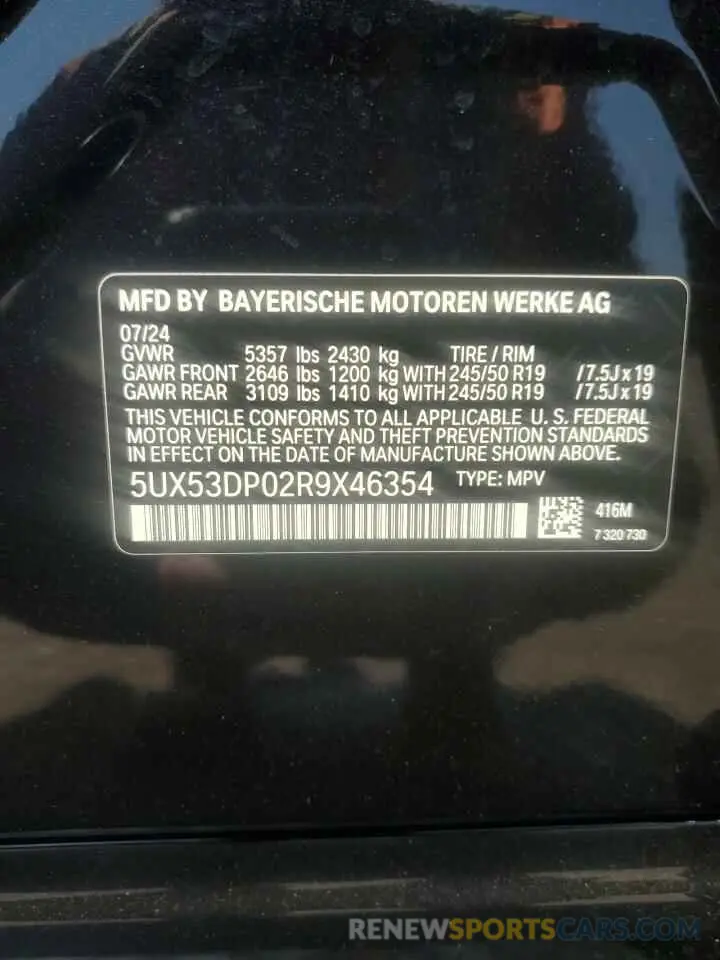 MFD BY BAYERISCHE MOTOREN WERKE AG
07/24
GVWR 5357 lbs 2430 kg TIRE / RIM
GAWR FRONT 2646 lbs 1200 kg WITH 245/50 R19 /7.5J x 19
GAWR REAR 3109 lbs 1410 kg WITH 245/50 R19 /7.5J x 19
THIS VEHICLE CONFORMS TO ALL APPLICABLE U. S. FEDERAL
MOTOR VEHICLE SAFETY AND THEFT PREVENTION STANDARDS
IN EFFECT ON THE DATE OF MANUFACTURE SHOWN ABOVE.
5UX53DP02R9X46354 TYPE: MPV
416M
7 320 730
RENEWSPORTSCARS.COM